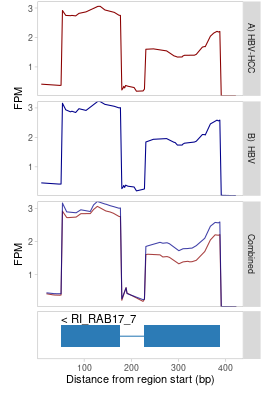 3
2
1
FPM
A) HBV-HCC
3
2
1
FPM
B) HBV
3
2
1
FPM
Combined
< RI_RAB17_7
100 200 300 400
Distance from region start (bp)